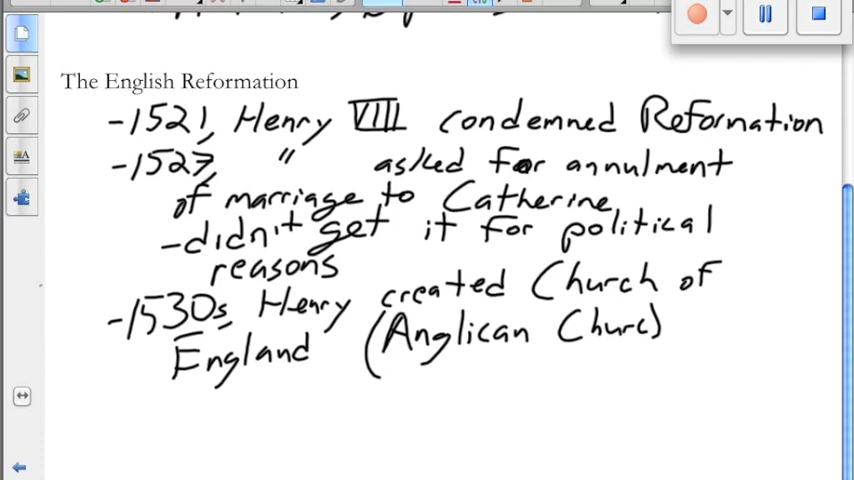 The English Reformation
-1521, Henry VIII condemned Reformation
-1527, " asked for annulment
of marriage to Catherine
-didn't get it for political
reasons
-1530s, Henry created Church of
England (Anglican Churc)